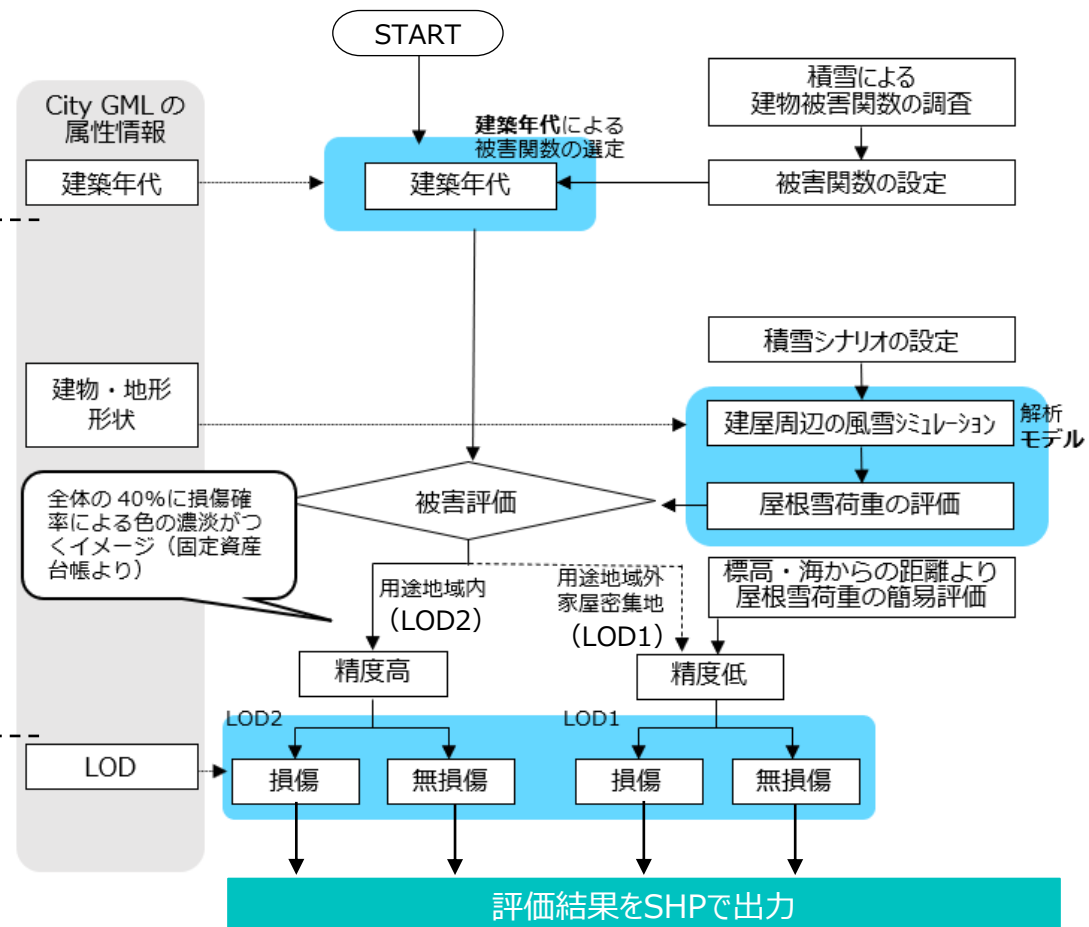 START
City GML の
属性情報
建築年代
建物・地形
形状
LOD
建築年代による
被害関数の選定
建築年代
積雪による
建物被害関数の調査
被害関数の設定
積雪シナリオの設定
建屋周辺の風雪ｼﾐｭﾚｰｼｮﾝ
解析
モデル
屋根雪荷重の評価
被害評価
全体の 40%に損傷確
率による色の濃淡がつ
くイメージ（固定資産
台帳より）
用途地域内
（LOD2）
用途地域外
家屋密集地
（LOD1）
標高・海からの距離より
屋根雪荷重の簡易評価
精度高
精度低
LOD2
LOD1
損傷
無損傷
損傷
無損傷
評価結果をSHPで出力